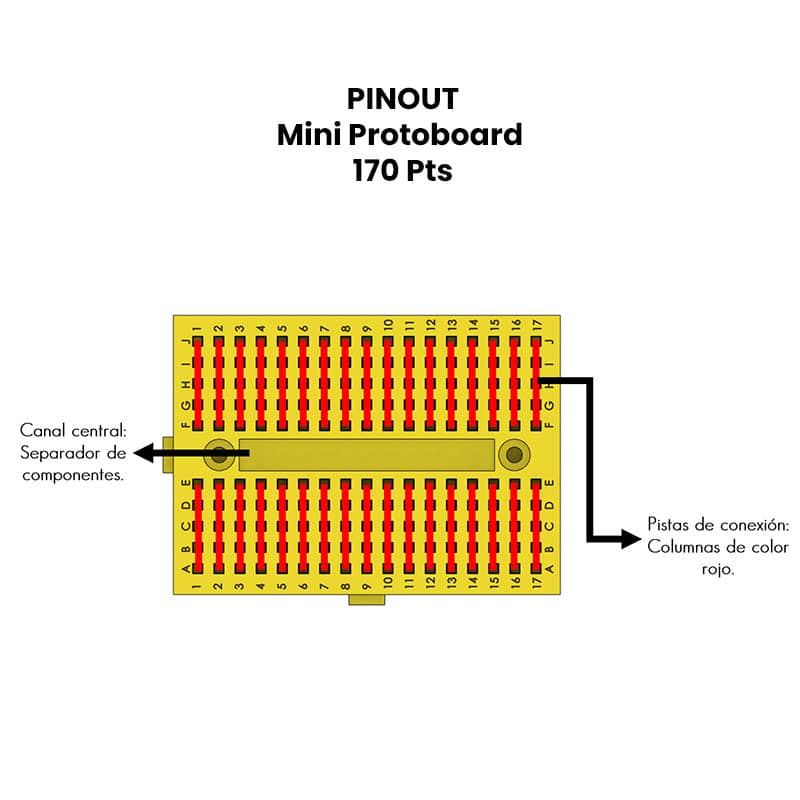 PINOUT
Mini Protoboard
170 Pts
1 2 3 4 5 6 7 8 9 10 11 12 13 14 15 16 17
J J
I I
H H
G G
F F
Canal central:
Separador de
componentes.
E E
D D
C C
B B
A A
1 2 3 4 5 6 7 8 9 10 11 12 13 14 15 16 17
Pistas de conexión:
Columnas de color
rojo.